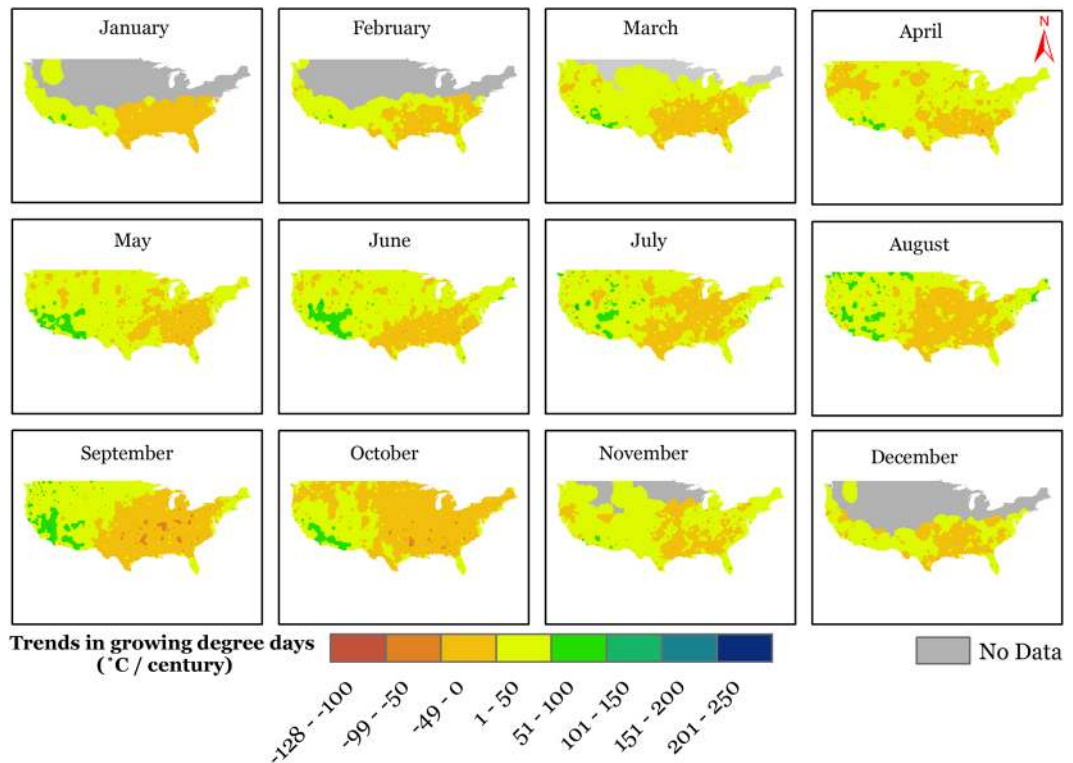 January
February
March
April
N
May
June
July
August
September
October
November
December
Trends in growing degree days
(˚C / century)
-128 - -100
-99 - -50
-49 - 0
1 - 50
51 - 100
101 - 150
151 - 200
201 - 250
No Data